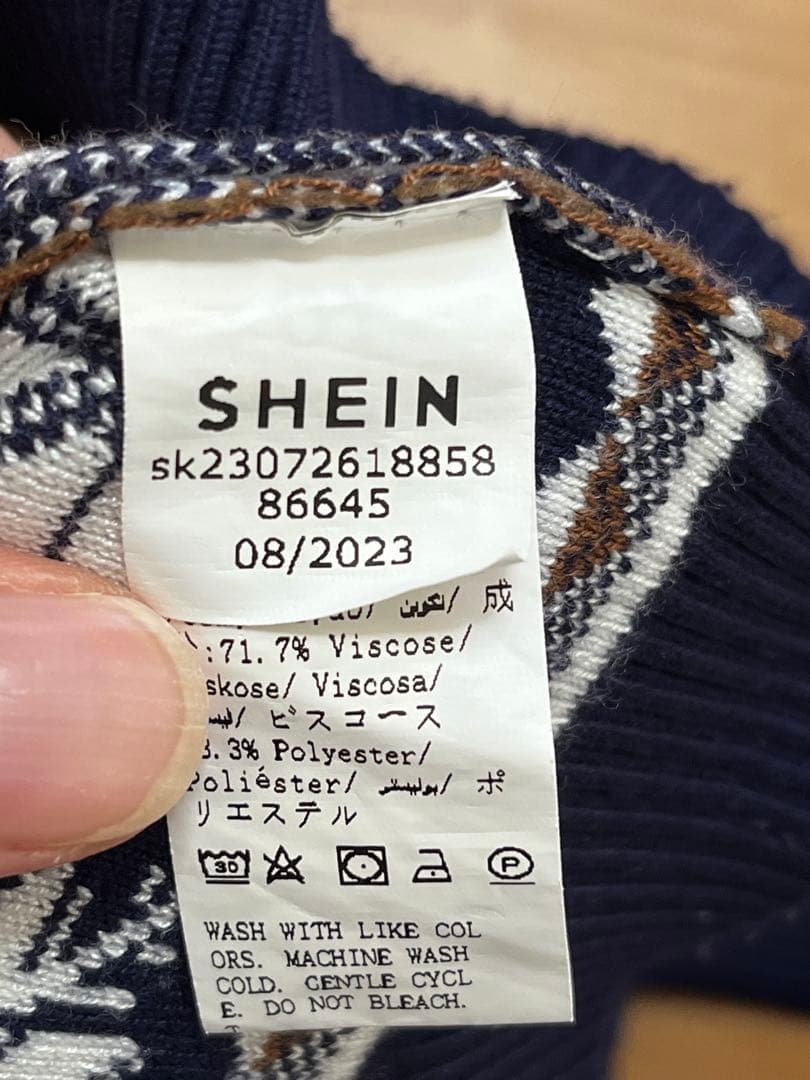 SHEIN
sk23072618858
86645
08/2023
/ 成
:71.7% Viscose/
skose/ Viscosa/
/ ビスコース
3.3% Polyester/
Poliéster/ بوليستر/ ポ
リエステル
30
P
WASH WITH LIKE COL
ORS. MACHINE WASH
COLD. GENTLE CYCL
E. DO NOT BLEACH.